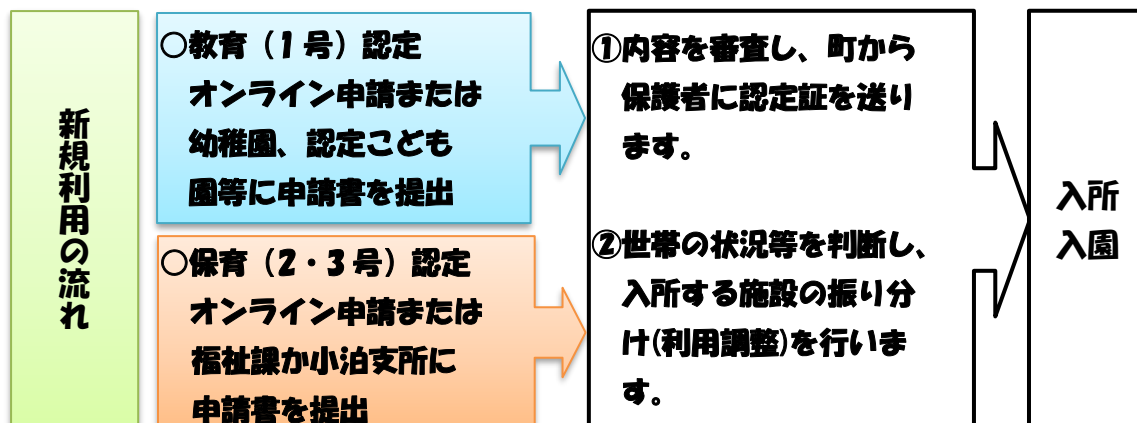 新規利用の流れ
○教育（1号）認定
オンライン申請または
幼稚園、認定こども
園等に申請書を提出
○保育（2・3号）認定
オンライン申請または
福祉課か小泊支所に
申請書を提出
①内容を審査し、町から
保護者に認定証を送り
ます。
②世帯の状況等を判断し、
入所する施設の振り分
け(利用調整)を行いま
す。
入所
入園